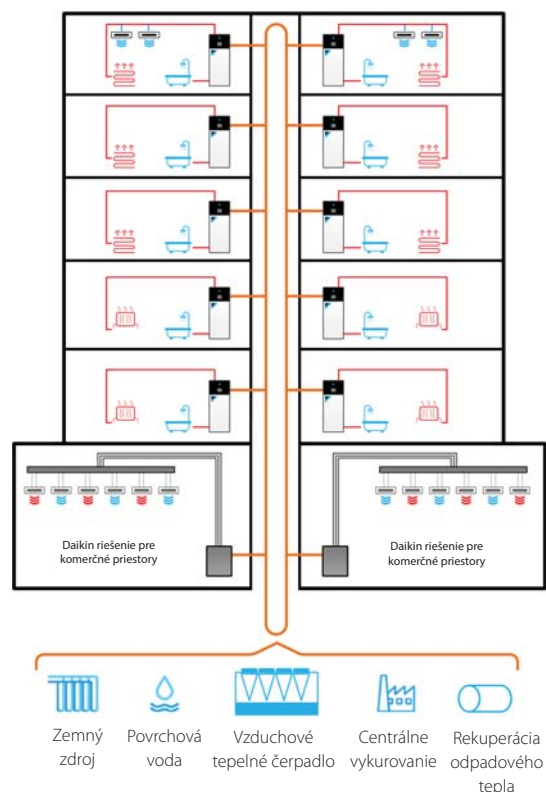 Daikin riešenie pre
komerčné priestory
Daikin riešenie pre
komerčné priestory
Zemný
zdroj
Povrchová
voda
Vzduchové
tepelné čerpadlo
Centrálne
vykurovanie
Rekuperácia
odpadového
tepla